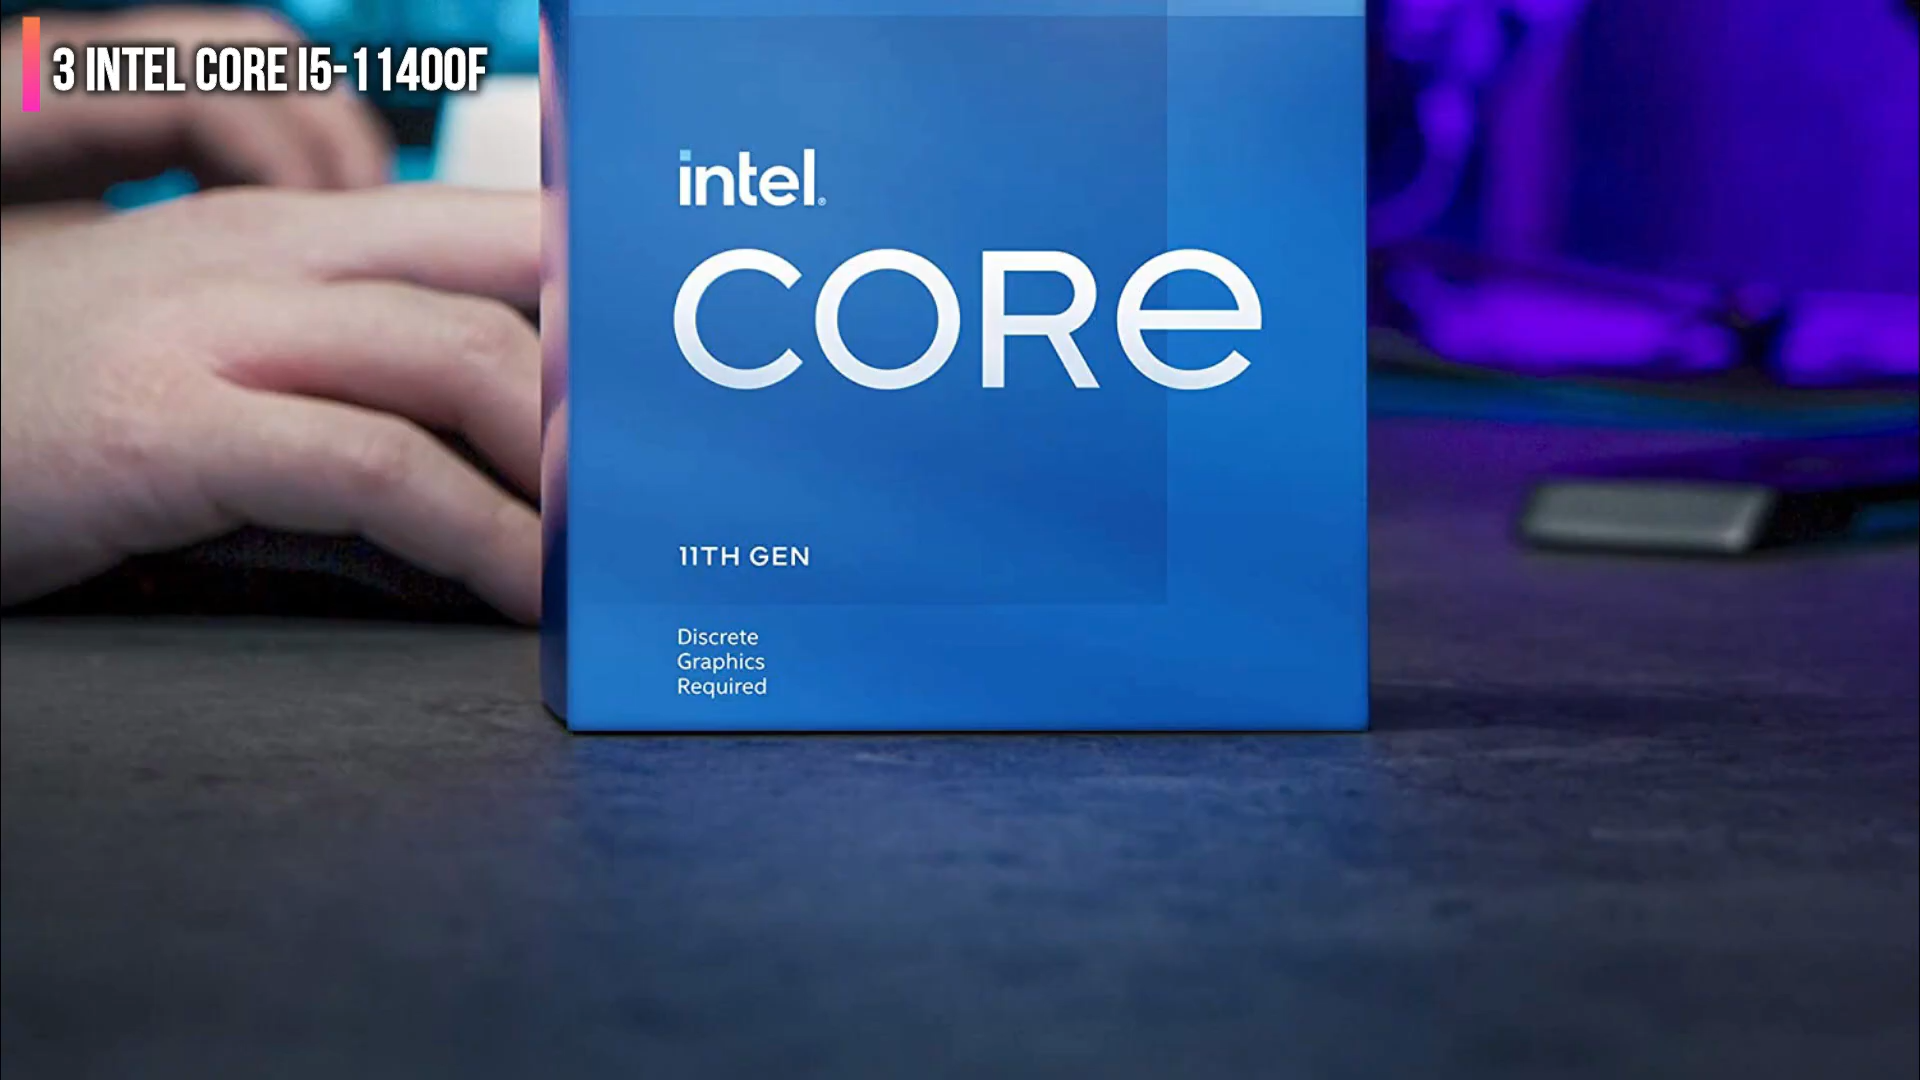 3 INTEL CORE I5-11400F
intel
CORe
11TH GEN
Discrete
Graphics
Required